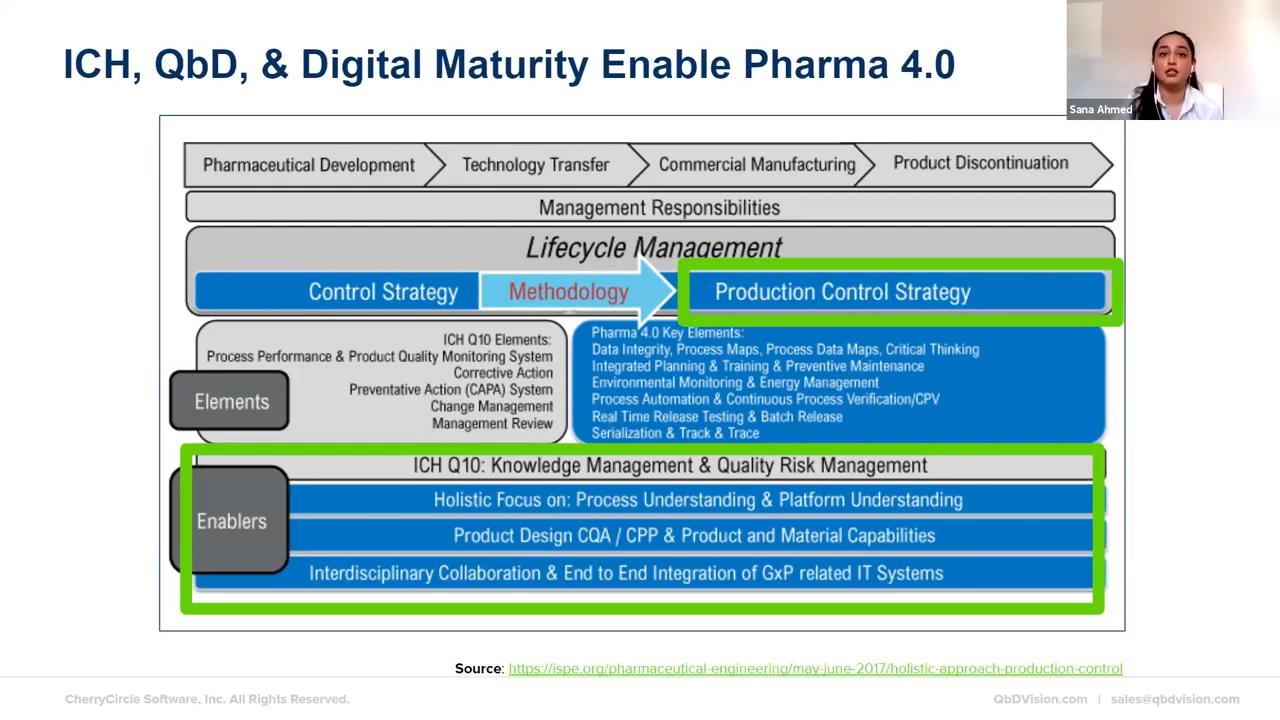 ICH, QbD, & Digital Maturity Enable Pharma 4.0
Sana Ahmed
Pharmaceutical Development
Technology Transfer
Commercial Manufacturing
Product Discontinuation
Management Responsibilities
Lifecycle Management
Control Strategy
Methodology
Production Control Strategy
Elements
ICH Q10 Elements:
Process Performance & Product Quality Monitoring System
Corrective Action
Preventative Action (CAPA) System
Change Management
Management Review
Pharma 4.0 Key Elements:
Data Integrity, Process Maps, Process Data Maps, Critical Thinking
Integrated Planning & Training & Preventive Maintenance
Environmental Monitoring & Energy Management
Process Automation & Continuous Process Verification/CPV
Real Time Release Testing & Batch Release
Serialization & Track & Trace
Enablers
ICH Q10: Knowledge Management & Quality Risk Management
Holistic Focus on: Process Understanding & Platform Understanding
Product Design CQA / CPP & Product and Material Capabilities
Interdisciplinary Collaboration & End to End Integration of GxP related IT Systems
Source: https://ispe.org/pharmaceutical-engineering/may-june-2017/holistic-approach-production-control
CherryCircle Software, Inc. All Rights Reserved.
QbDVision.com | sales@qbdvision.com